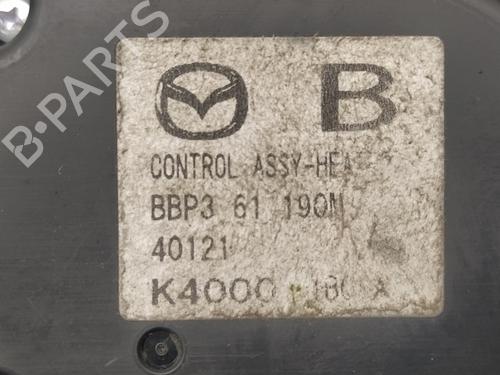 B-PARTS
B
CONTROL ASSY-HEA
BBP3 61 190M
40121
K4000